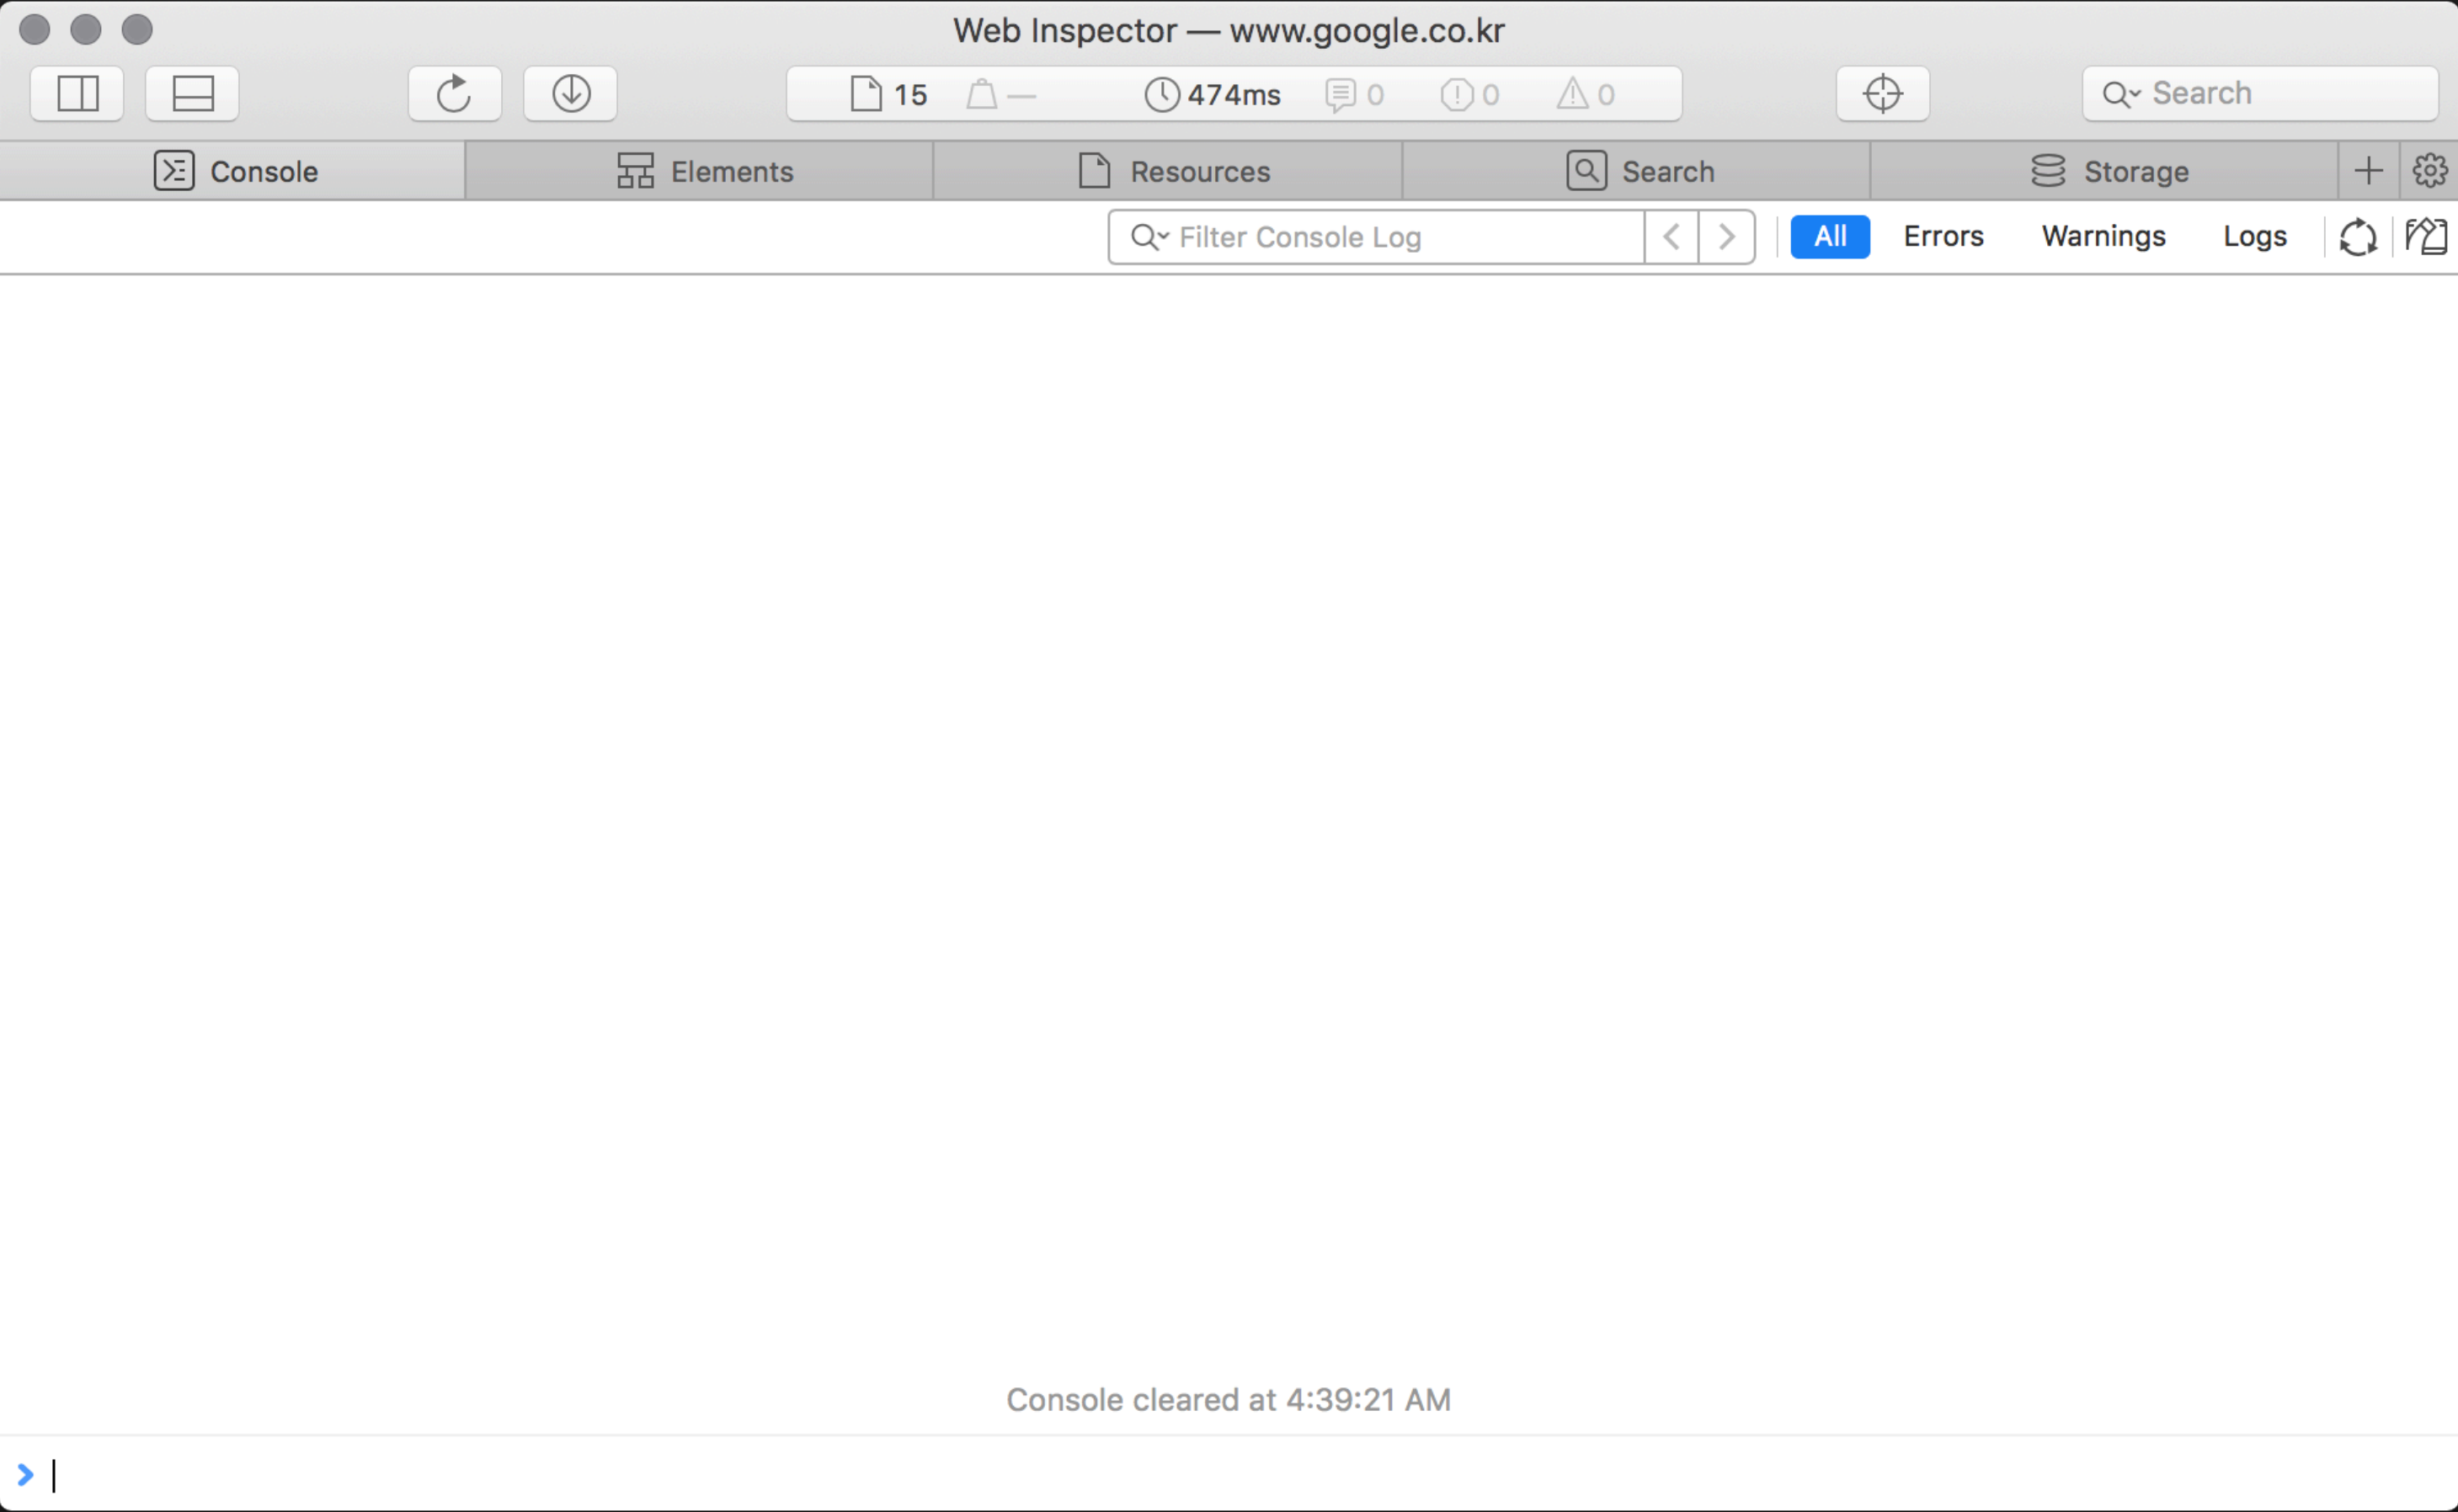 Web Inspector — www.google.co.kr
15 — 474ms 0 0 0 Search
Console Elements Resources Search Storage
Filter Console Log All Errors Warnings Logs
Console cleared at 4:39:21 AM